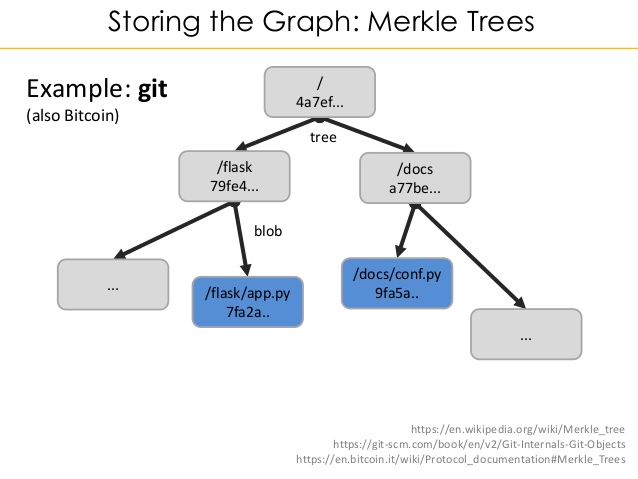 Storing the Graph: Merkle Trees
Example: git
(also Bitcoin)
/
4a7ef...
tree
/flask
79fe4...
/docs
a77be...
blob
...
/flask/app.py
7fa2a..
/docs/conf.py
9fa5a..
...
https://en.wikipedia.org/wiki/Merkle_tree
https://git-scm.com/book/en/v2/Git-Internals-Git-Objects
https://en.bitcoin.it/wiki/Protocol_documentation#Merkle_Trees